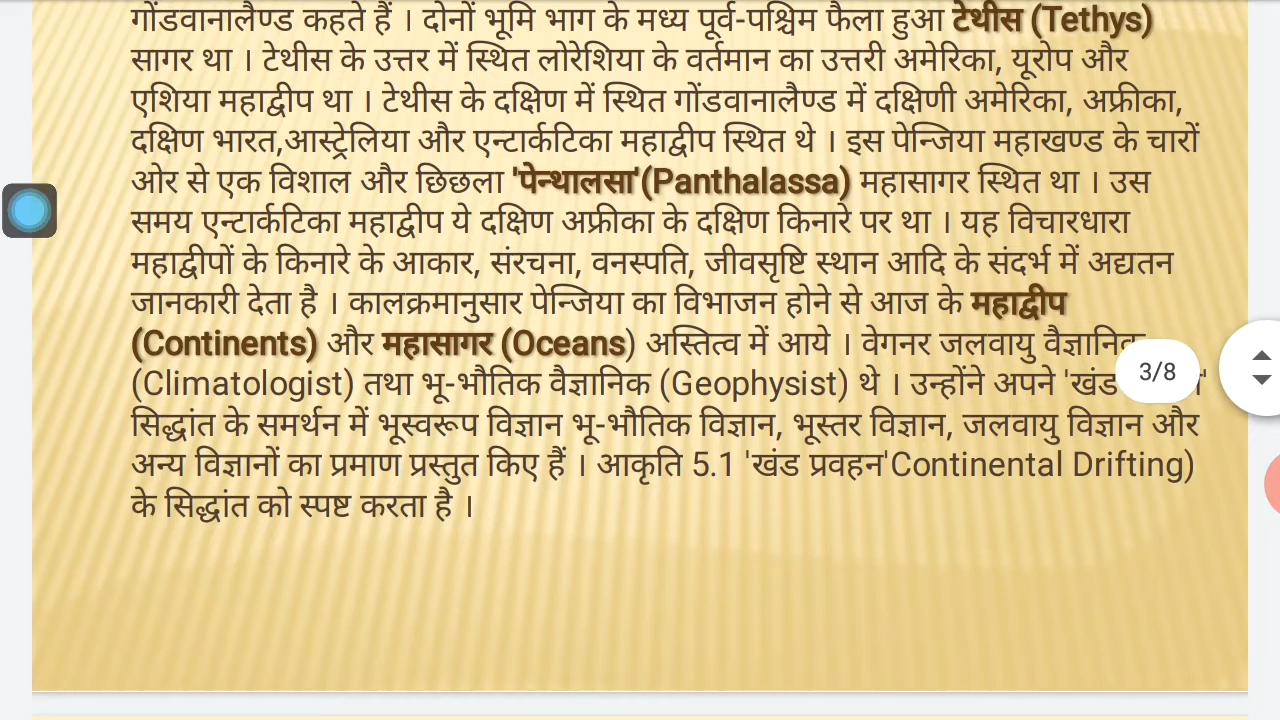 गोंडवानालैण्ड कहते हैं । दोनों भूमि भाग के मध्य पूर्व-पश्चिम फैला हुआ टेथीस (Tethys)
सागर था । टेथीस के उत्तर में स्थित लोरेशिया के वर्तमान का उत्तरी अमेरिका, यूरोप और
एशिया महाद्वीप था । टेथीस के दक्षिण में स्थित गोंडवानालैण्ड में दक्षिणी अमेरिका, अफ्रीका,
दक्षिण भारत,आस्ट्रेलिया और एन्टार्कटिका महाद्वीप स्थित थे । इस पेन्जिया महाखण्ड के चारों
ओर से एक विशाल और छिछला 'पेन्थालसा'(Panthalassa) महासागर स्थित था । उस
समय एन्टार्कटिका महाद्वीप ये दक्षिण अफ्रीका के दक्षिण किनारे पर था । यह विचारधारा
महाद्वीपों के किनारे के आकार, संरचना, वनस्पति, जीवसृष्टि स्थान आदि के संदर्भ में अद्यतन
जानकारी देता है । कालक्रमानुसार पेन्जिया का विभाजन होने से आज के महाद्वीप
(Continents) और महासागर (Oceans) अस्तित्व में आये । वेगनर जलवायु वैज्ञानिक
(Climatologist) तथा भू-भौतिक वैज्ञानिक (Geophysist) थे । उन्होंने अपने 'खंड
3/8
सिद्धांत के समर्थन में भूस्वरूप विज्ञान भू-भौतिक विज्ञान, भूस्तर विज्ञान, जलवायु विज्ञान और
अन्य विज्ञानों का प्रमाण प्रस्तुत किए हैं । आकृति 5.1 'खंड प्रवहन'Continental Drifting)
के सिद्धांत को स्पष्ट करता है ।